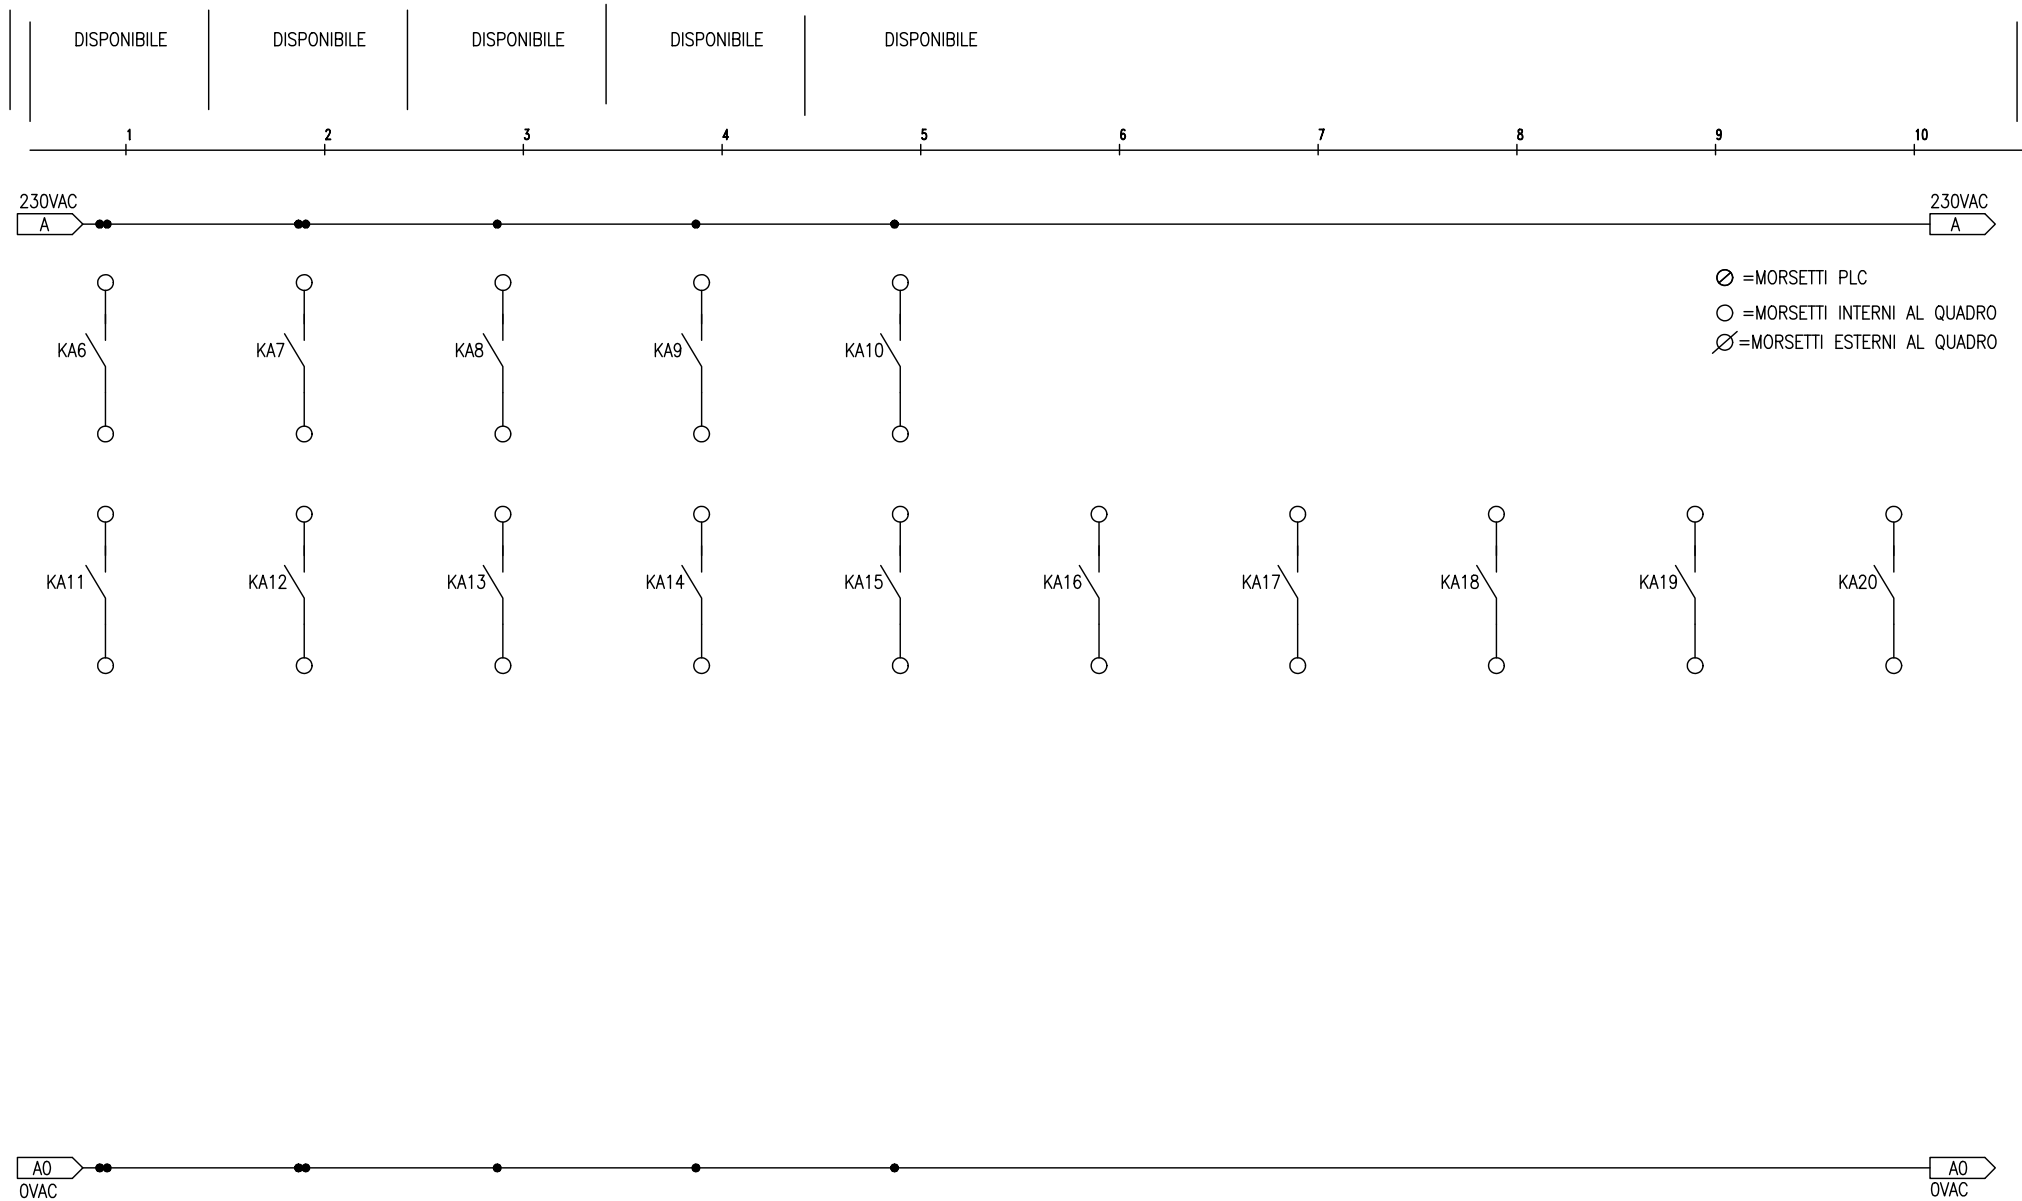 DISPONIBILE DISPONIBILE DISPONIBILE DISPONIBILE DISPONIBILE
1 2 3 4 5 6 7 8 9 10
230VAC 230VAC
A A
=MORSETTI PLC
=MORSETTI INTERNI AL QUADRO
=MORSETTI ESTERNI AL QUADRO
KA6 KA7 KA8 KA9 KA10
KA11 KA12 KA13 KA14 KA15 KA16 KA17 KA18 KA19 KA20
A0 A0
0VAC 0VAC